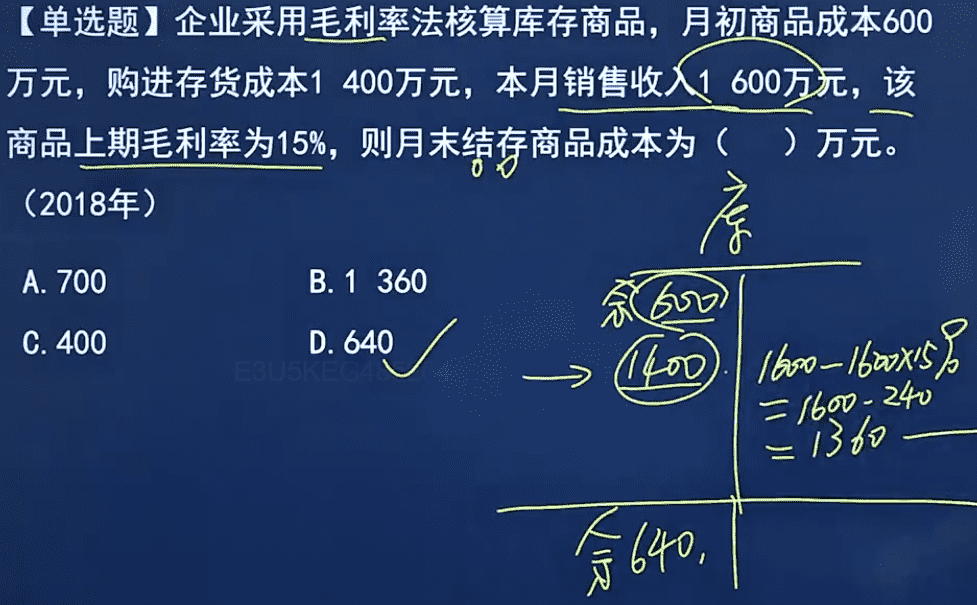 【单选题】企业采用毛利率法核算库存商品，月初商品成本600
万元，购进存货成本1 400万元，本月销售收入1 600万元，该
商品上期毛利率为15%，则月末结存商品成本为（　　）万元。
（2018年）
A.700 B.1 360
C.400 D.640
库
余 600
1400
1600-1600×15%
=1600-240
=1360
余 640